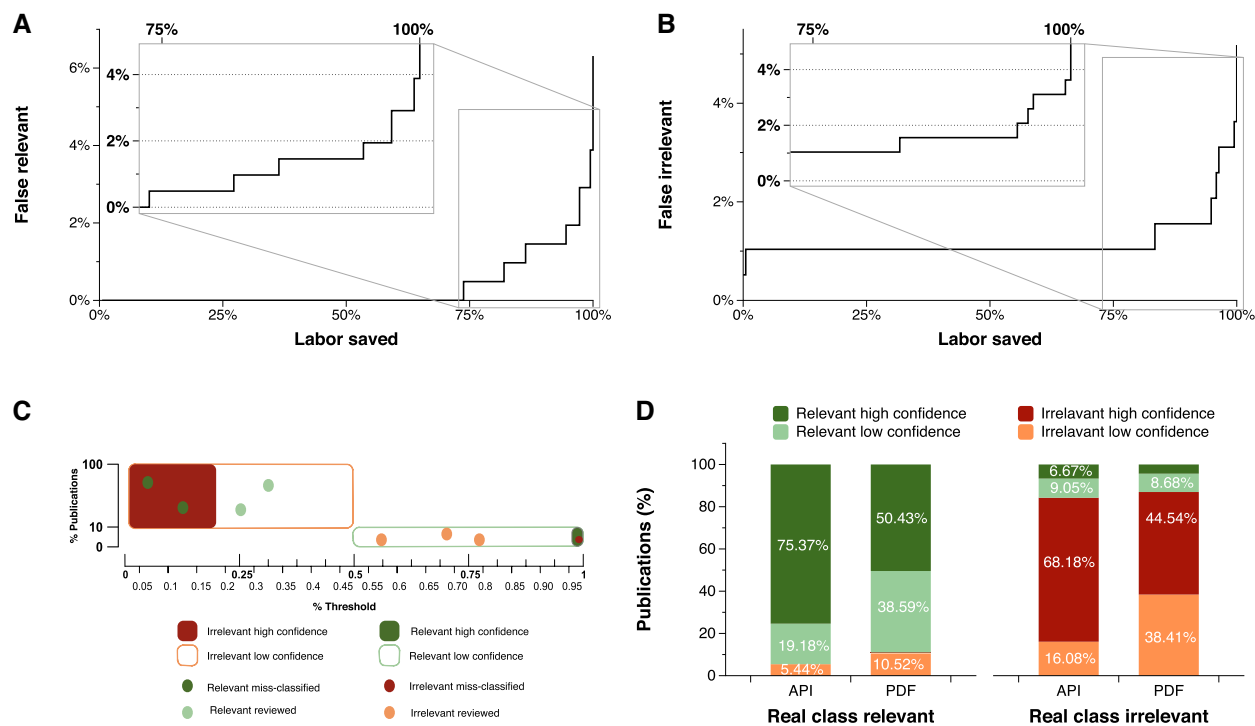 A
75%
100%
6%
4%
2%
0%
4%
2%
0%
False relevant
0%
25%
50%
75%
100%
Labor saved
B
75%
100%
4%
2%
0%
4%
2%
0%
False irrelevant
0%
25%
50%
75%
100%
Labor saved
C
100
10
0
% Publications
0
0.25
0.5
0.75
1
0.05
0.1
0.15
0.2
0.3
0.35
0.4
0.45
0.55
0.6
0.65
0.7
0.8
0.85
0.90
0.95
% Threshold
Irrelevant high confidence
Relevant high confidence
Irrelevant low confidence
Relevant low confidence
Relevant miss-classified
Irrelevant miss-classified
Relevant reviewed
Irrelevant reviewed
D
Relevant high confidence
Irrelavant high confidence
Relevant low confidence
Irrelavant low confidence
Publications (%)
100
80
60
40
20
0
75.37%
19.18%
5.44%
50.43%
38.59%
10.52%
6.67%
9.05%
68.18%
16.08%
8.68%
44.54%
38.41%
API
PDF
API
PDF
Real class relevant
Real class irrelevant